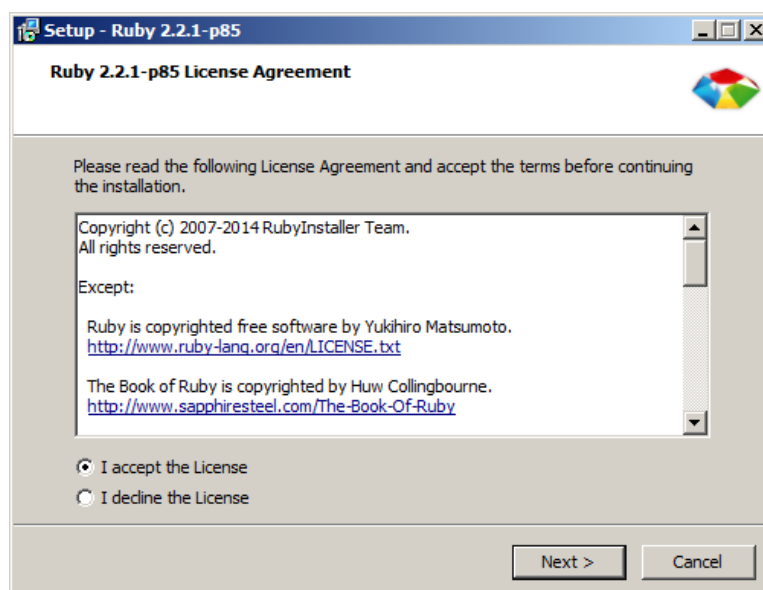 Setup - Ruby 2.2.1-p85
Ruby 2.2.1-p85 License Agreement
Please read the following License Agreement and accept the terms before continuing
the installation.
Copyright (c) 2007-2014 RubyInstaller Team.
All rights reserved.
Except:
Ruby is copyrighted free software by Yukihiro Matsumoto.
http://www.ruby-lang.org/en/LICENSE.txt
The Book of Ruby is copyrighted by Huw Collingbourne.
http://www.sapphiresteel.com/The-Book-Of-Ruby
I accept the License
I decline the License
Next >
Cancel